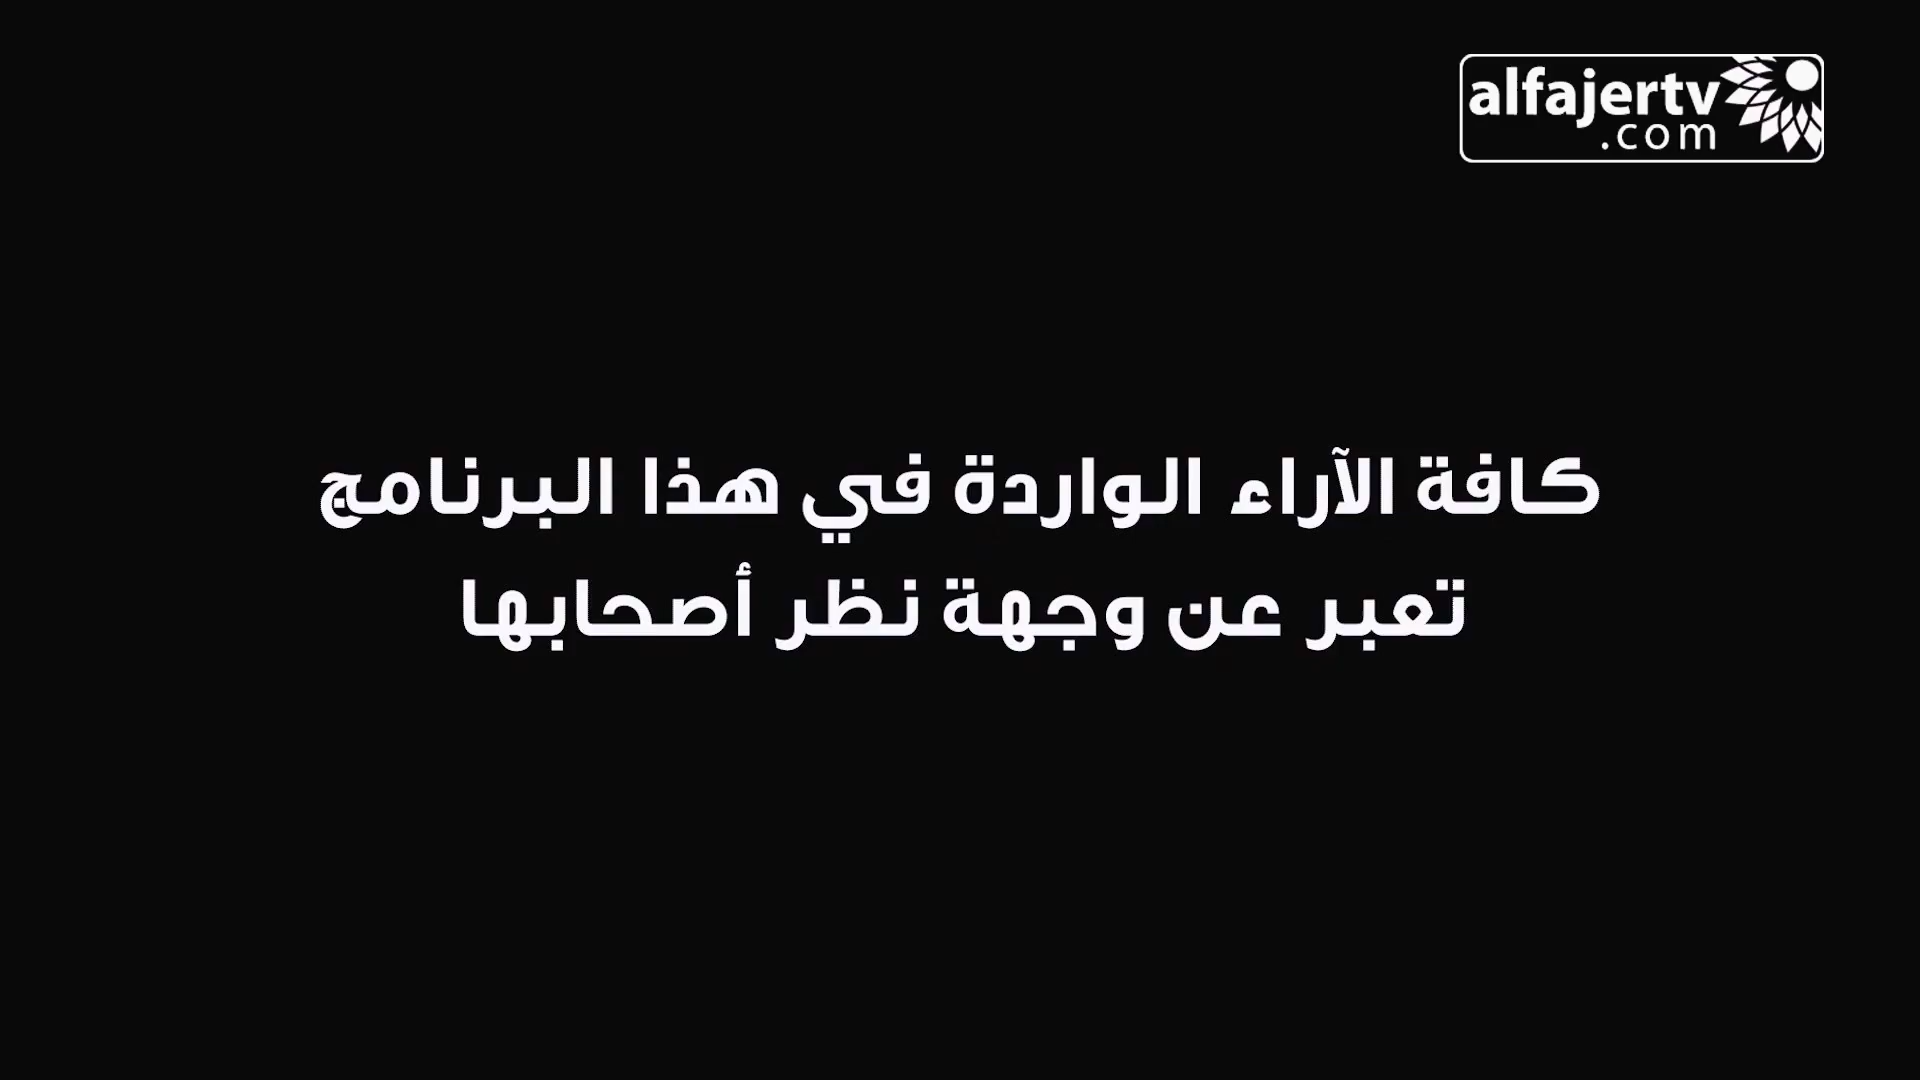 alfajertv
.com
كافة الآراء الواردة في هذا البرنامج
تعبر عن وجهة نظر أصحابها